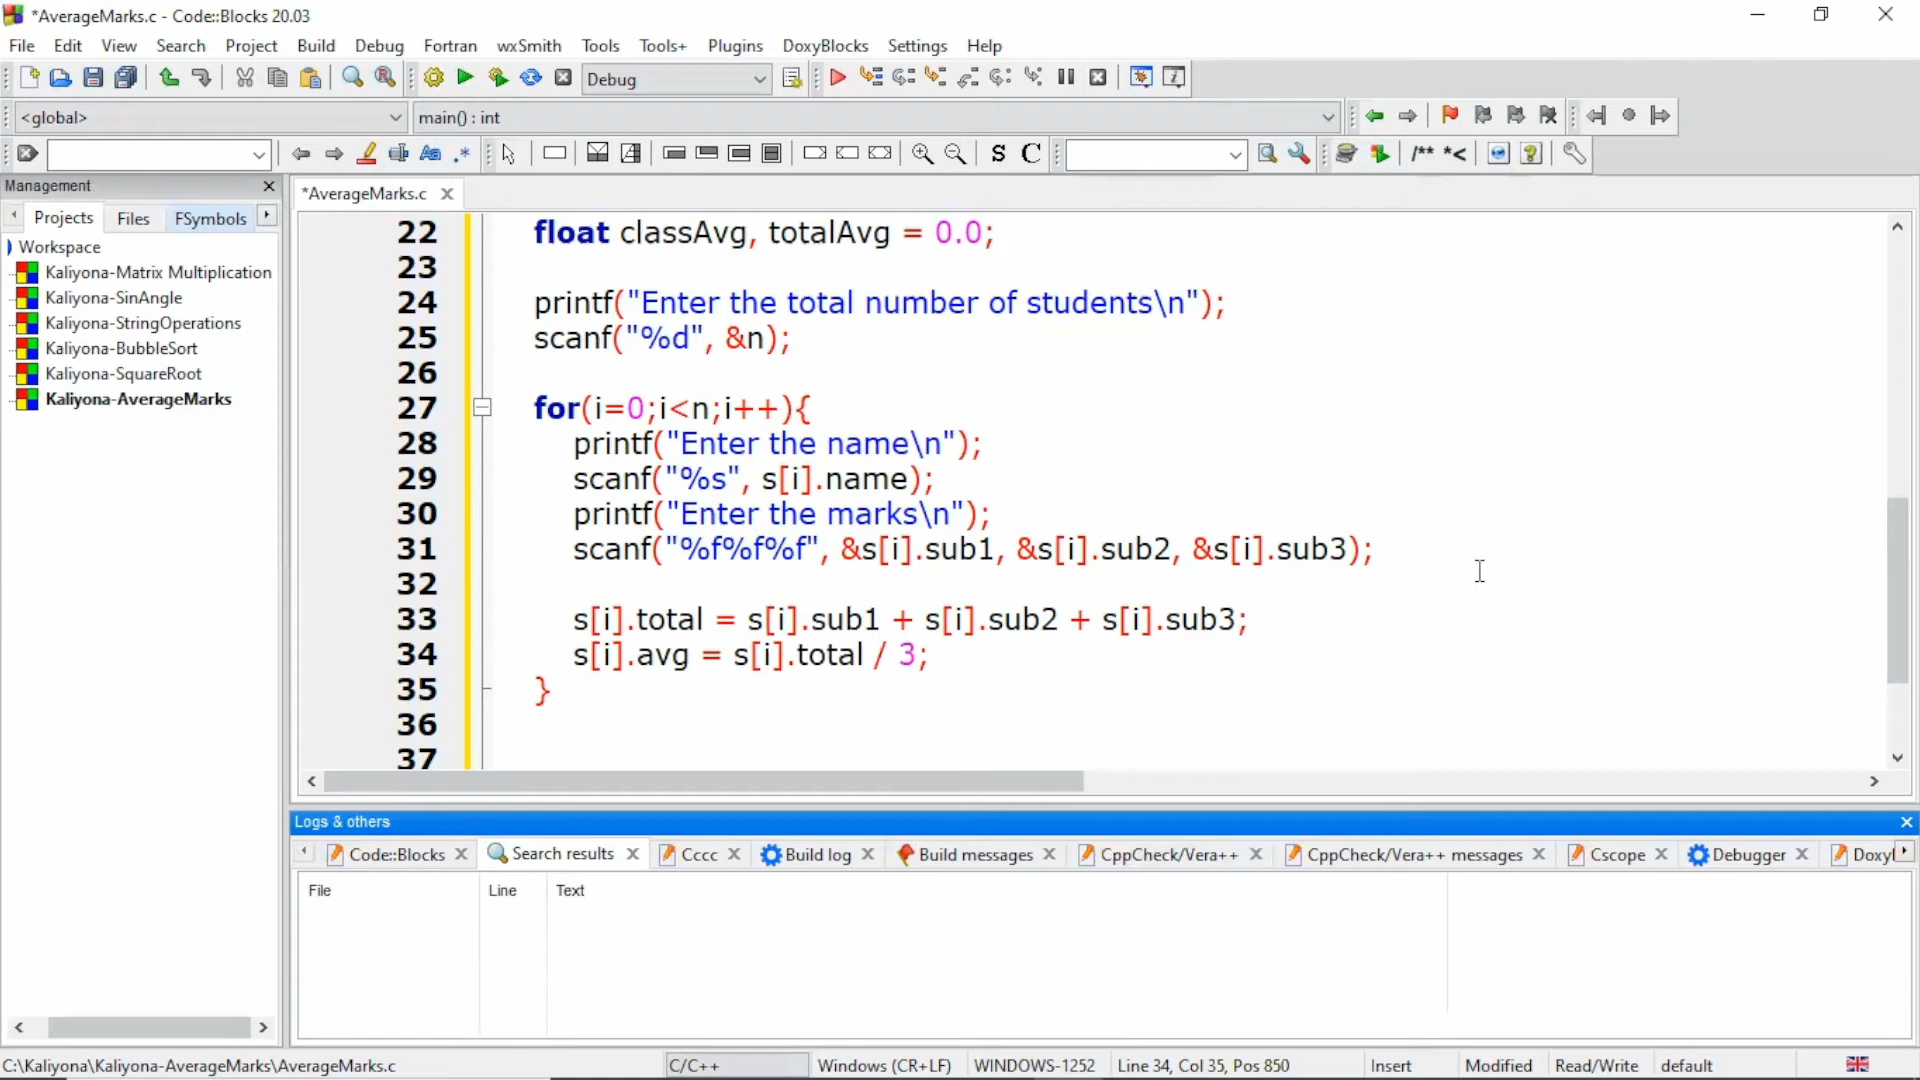 *AverageMarks.c - Code::Blocks 20.03
File Edit View Search Project Build Debug Fortran wxSmith Tools Tools+ Plugins DoxyBlocks Settings Help
Debug
<global> main() : int
S C /** *<
Management
*AverageMarks.c
Projects Files FSymbols
Workspace
Kaliyona-Matrix Multiplication
Kaliyona-SinAngle
Kaliyona-StringOperations
Kaliyona-BubbleSort
Kaliyona-SquareRoot
Kaliyona-AverageMarks
22 float classAvg, totalAvg = 0.0;
23
24 printf("Enter the total number of students\n");
25 scanf("%d", &n);
26
27 for(i=0;i<n;i++){
28 printf("Enter the name\n");
29 scanf("%s", s[i].name);
30 printf("Enter the marks\n");
31 scanf("%f%f%f", &s[i].sub1, &s[i].sub2, &s[i].sub3);
32
33 s[i].total = s[i].sub1 + s[i].sub2 + s[i].sub3;
34 s[i].avg = s[i].total / 3;
35 }
36
37
Logs & others
Code::Blocks Search results Cccc Build log Build messages CppCheck/Vera++ CppCheck/Vera++ messages Cscope Debugger Doxyl
File Line Text
C:\Kaliyona\Kaliyona-AverageMarks\AverageMarks.c C/C++ Windows (CR+LF) WINDOWS-1252 Line 34, Col 35, Pos 850 Insert Modified Read/Write default